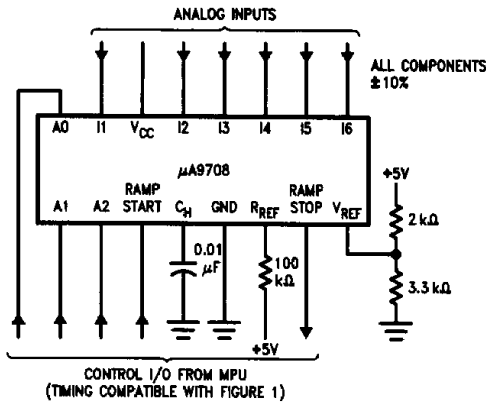 ANALOG INPUTS
ALL COMPONENTS
±10%
A0 I1 VCC I2 I3 I4 I5 I6
μA9708
+5V
RAMP RAMP
A1 A2 START CH GND RREF STOP VREF
2 kΩ
0.01
μF
100
kΩ
3.3 kΩ
+5V
CONTROL I/O FROM MPU
(TIMING COMPATIBLE WITH FIGURE 1)